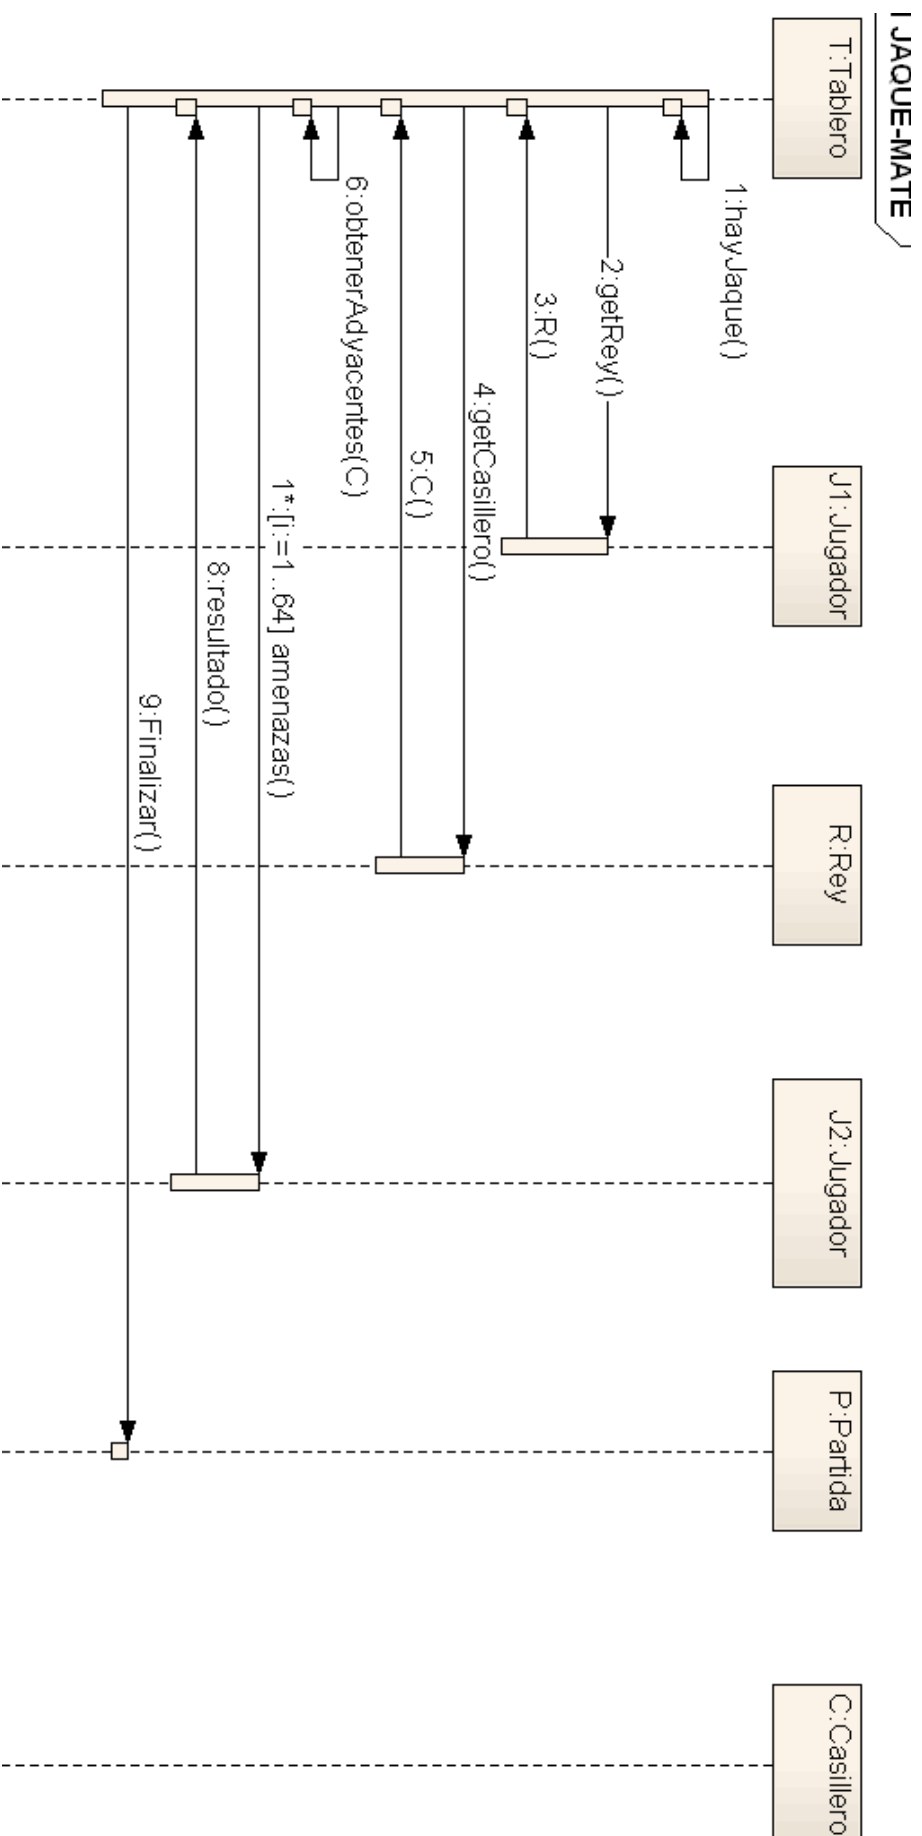 JAQUE-MATE
T:Tablero
J1:Jugador
R:Rey
J2:Jugador
P:Partida
C:Casillero
1:hayJaque()
2:getRey()
3:R()
4:getCasillero()
5:C()
6:obtenerAdyacentes(C)
1*:[i:=1..64] amenazas()
8:resultado()
9:Finalizar()